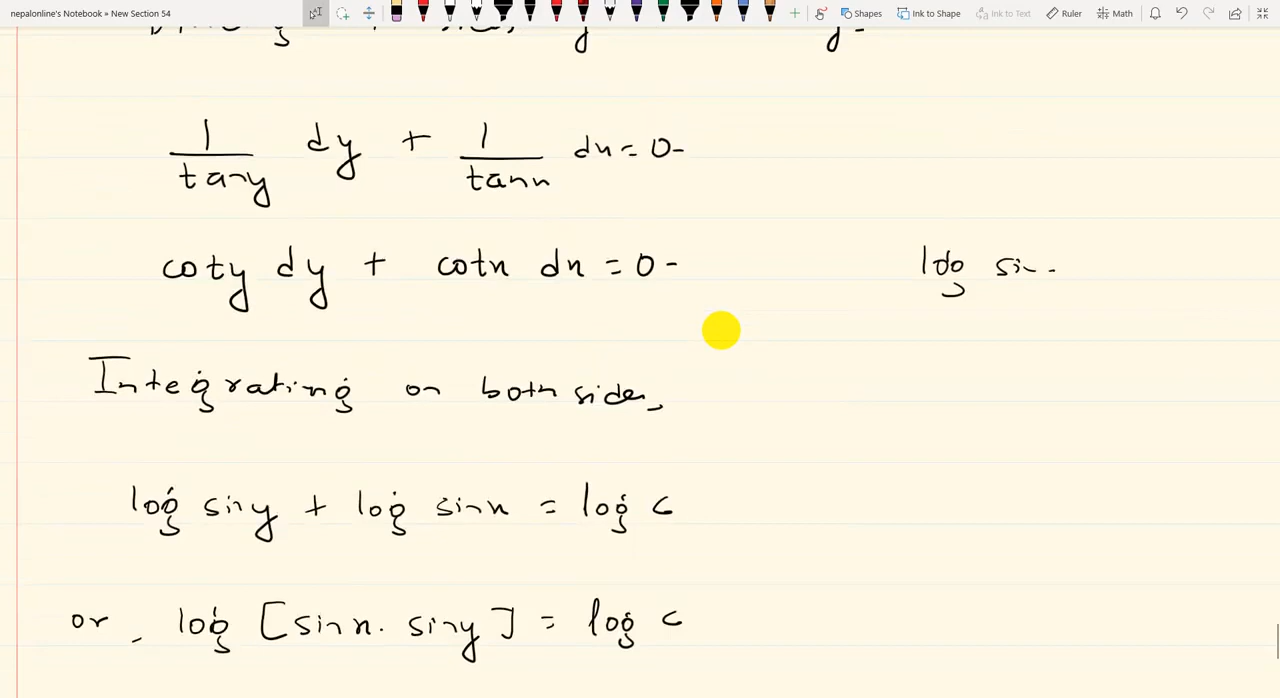 nepalonline's Notebook » New Section 54
Shapes Ink to Shape Ink to Text Ruler Math
1/tany dy + 1/tanx dx = 0
coty dy + cotx dx = 0
log sin
Integrating on both side,
log siny + log sinx = log c
or, log [sinx. siny] = log c